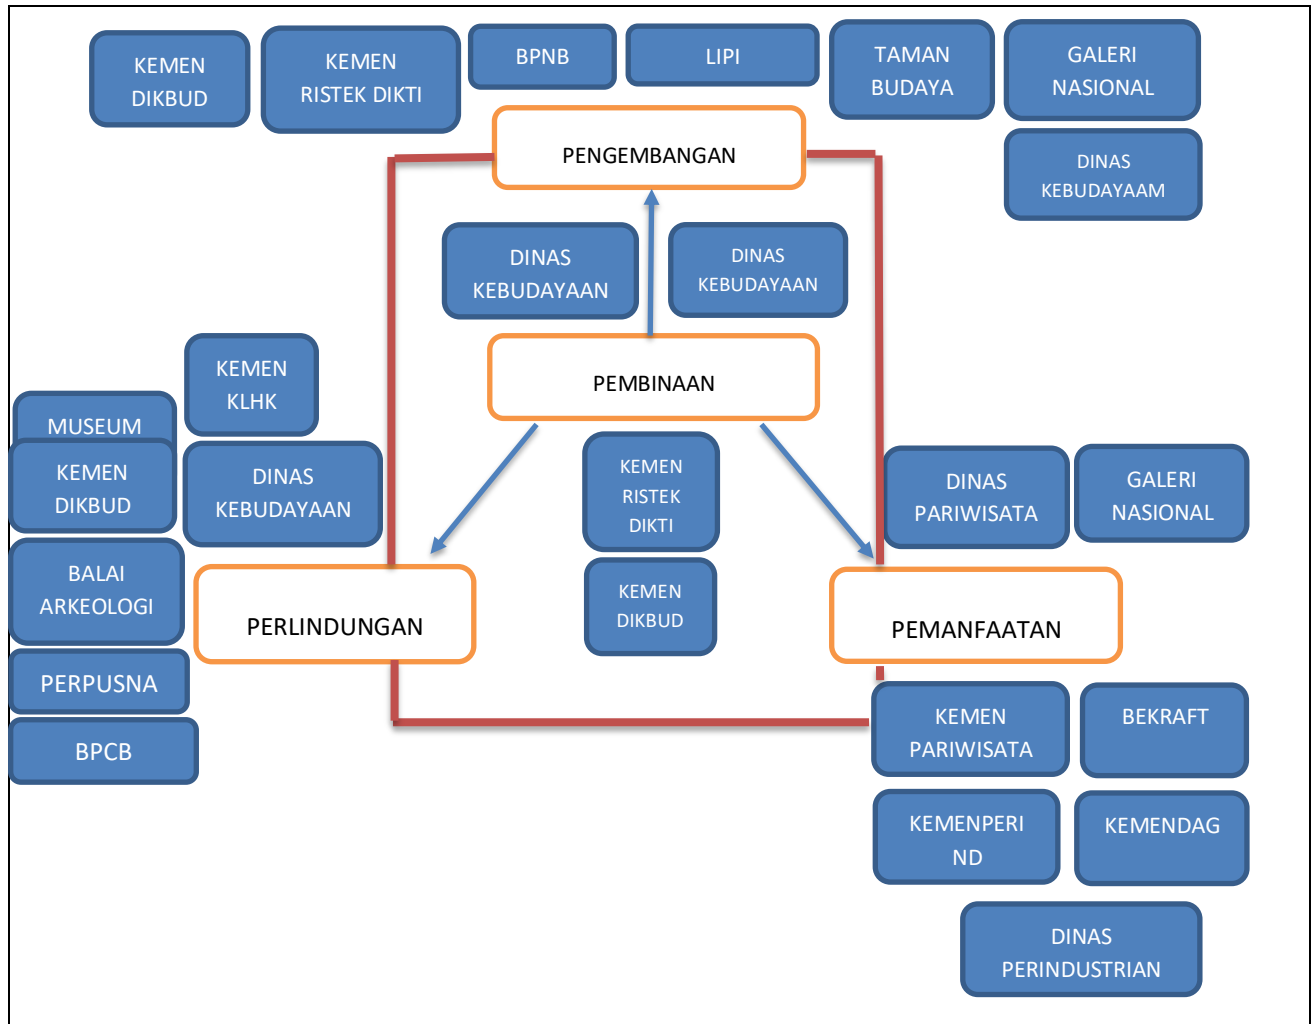 KEMEN
DIKBUD
KEMEN
RISTEK DIKTI
BPNB
LIPI
TAMAN
BUDAYA
GALERI
NASIONAL
PENGEMBANGAN
DINAS
KEBUDAYAAM
DINAS
KEBUDAYAAN
DINAS
KEBUDAYAAN
PEMBINAAN
KEMEN
KLHK
MUSEUM
KEMEN
DIKBUD
DINAS
KEBUDAYAAN
KEMEN
RISTEK
DIKTI
DINAS
PARIWISATA
GALERI
NASIONAL
BALAI
ARKEOLOGI
PERLINDUNGAN
KEMEN
DIKBUD
PEMANFAATAN
PERPUSNA
BPCB
KEMEN
PARIWISATA
BEKRAFT
KEMENPERI
ND
KEMENDAG
DINAS
PERINDUSTRIAN